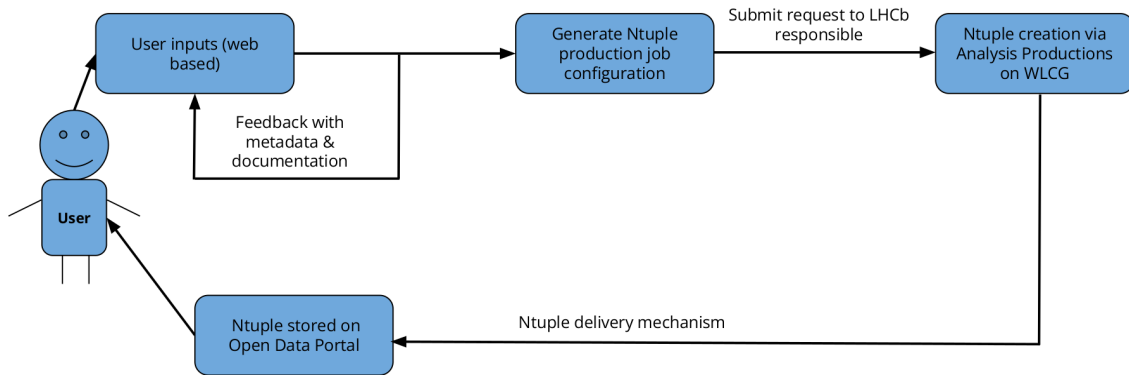 User inputs (web
based)
Generate Ntuple
production job
configuration
Submit request to LHCb
responsible
Ntuple creation via
Analysis Productions
on WLCG
Feedback with
metadata &
documentation
User
Ntuple stored on
Open Data Portal
Ntuple delivery mechanism